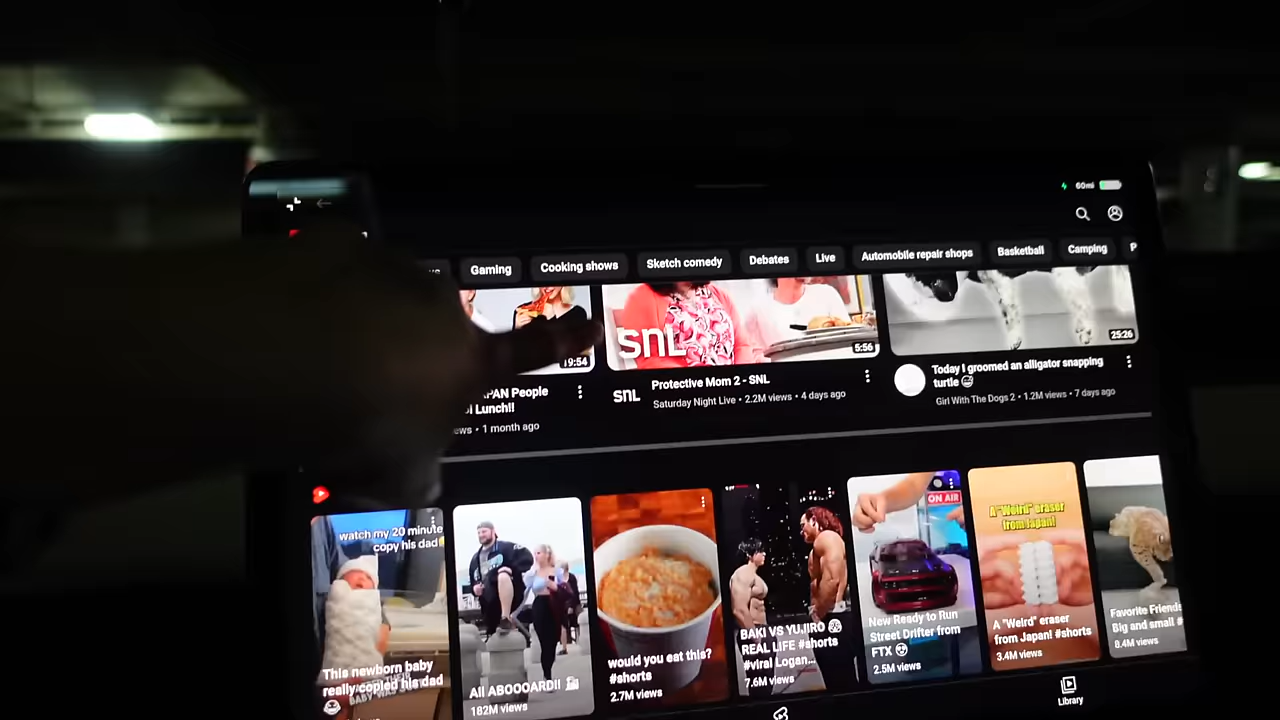 60mi
Gaming
Cooking shows
Sketch comedy
Debates
Live
Automobile repair shops
Basketball
Camping
P
19:54
SNL
5:56
25:26
PAN People
Lunch!!
1 month ago
SNL
Protective Mom 2 - SNL
Saturday Night Live • 2.2M views • 4 days ago
Today I groomed an alligator snapping
turtle 😅
Girl With The Dogs 2 • 1.2M views • 7 days ago
watch my 20 minute
copy his dad
This newborn baby
really copied his dad
All ABOOOARD!!
182M views
would you eat this?
#shorts
2.7M views
BAKI VS YUJIRO
REAL LIFE #shorts
#viral Logan...
7.6M views
ON AIR
New Ready to Run
Street Drifter from
FTX
2.5M views
A "Weird" eraser
from Japan!
A "Weird" eraser
from Japan! #shorts
3.4M views
Favorite Friends
Big and small #
8.4M views
Library